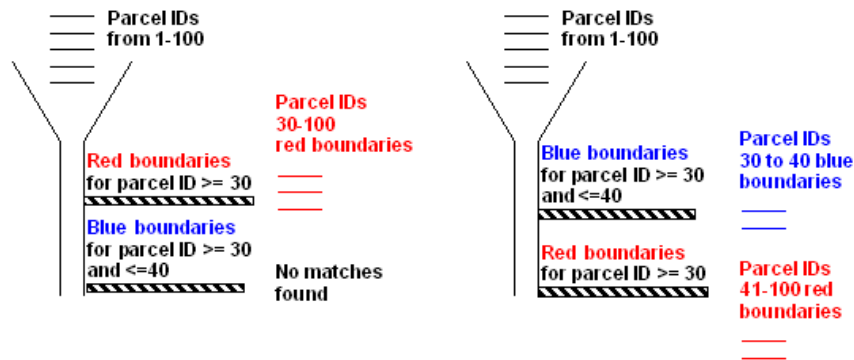 Parcel IDs
from 1-100
Parcel IDs
30-100
red boundaries
Red boundaries
for parcel ID >= 30
Blue boundaries
for parcel ID >= 30
and <=40
No matches
found
Parcel IDs
from 1-100
Blue boundaries
for parcel ID >= 30
and <=40
Parcel IDs
30 to 40 blue
boundaries
Red boundaries
for parcel ID >= 30
Parcel IDs
41-100 red
boundaries